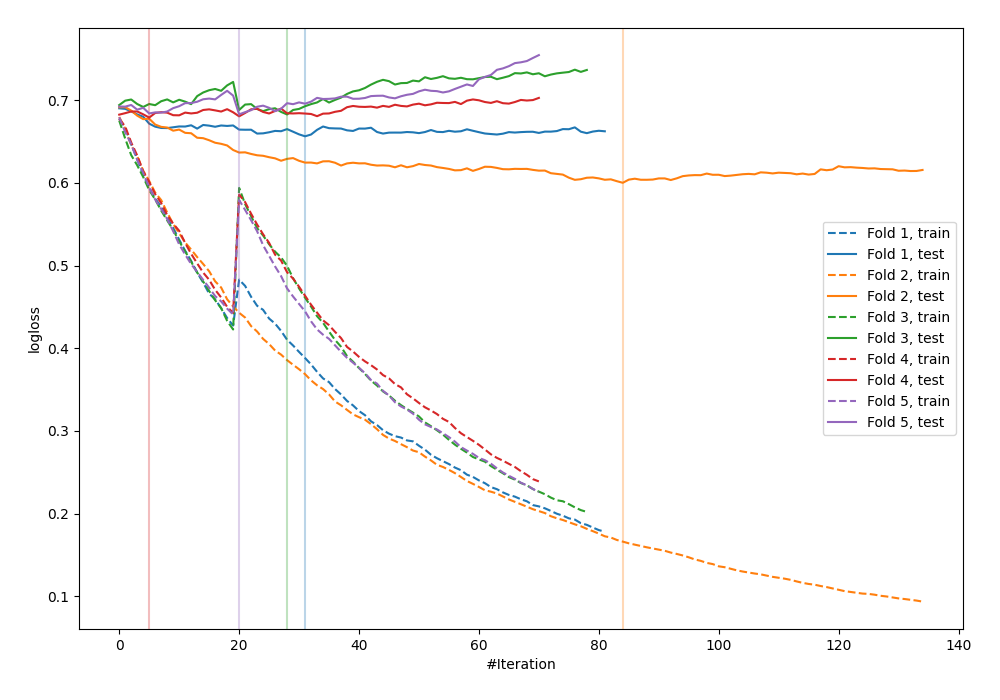 logloss
0.7
0.6
0.5
0.4
0.3
0.2
0.1
Fold 1, train
Fold 1, test
Fold 2, train
Fold 2, test
Fold 3, train
Fold 3, test
Fold 4, train
Fold 4, test
Fold 5, train
Fold 5, test
0 20 40 60 80 100 120 140
#Iteration